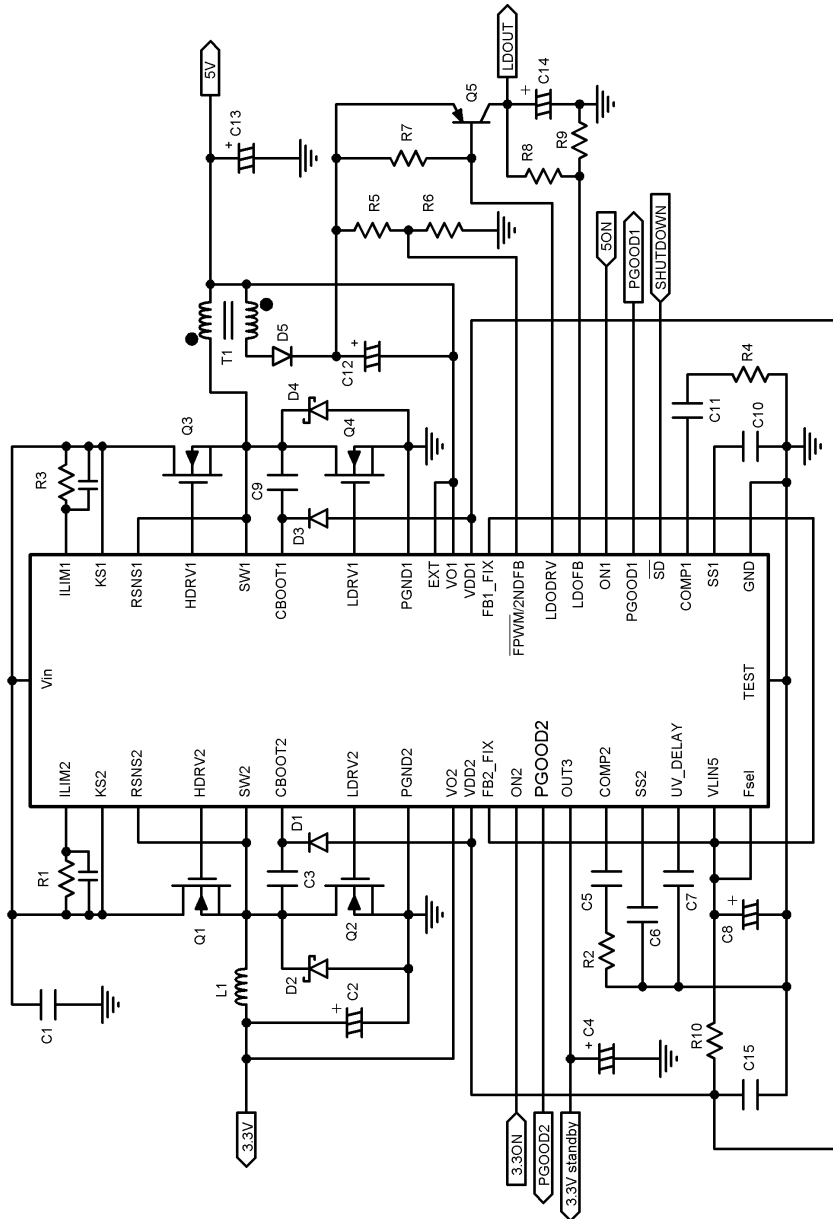 5V
C13
+
Q5
LDOUT
+
C14
R7
R8
R9
R5
R6
5ON
PGOOD1
SHUTDOWN
T1
D5
C12
+
D4
Q3
Q4
R3
C9
D3
C11
R4
C10
ILIM1
KS1
RSNS1
HDRV1
SW1
CBOOT1
LDRV1
PGND1
EXT
VO1
VDD1
FB1_FIX
FPWM/2NDFB
LDODRV
LDOFB
ON1
PGOOD1
SD
COMP1
SS1
GND
Vin
TEST
ILIM2
KS2
RSNS2
HDRV2
SW2
CBOOT2
LDRV2
PGND2
VO2
VDD2
FB2_FIX
ON2
PGOOD2
OUT3
COMP2
SS2
UV_DELAY
VLIN5
Fsel
R1
Q1
D1
C3
Q2
C5
C7
C6
R2
+
C8
L1
D2
+
C2
C1
+
C4
R10
C15
3.3V
3.3ON
PGOOD2
3.3V standby